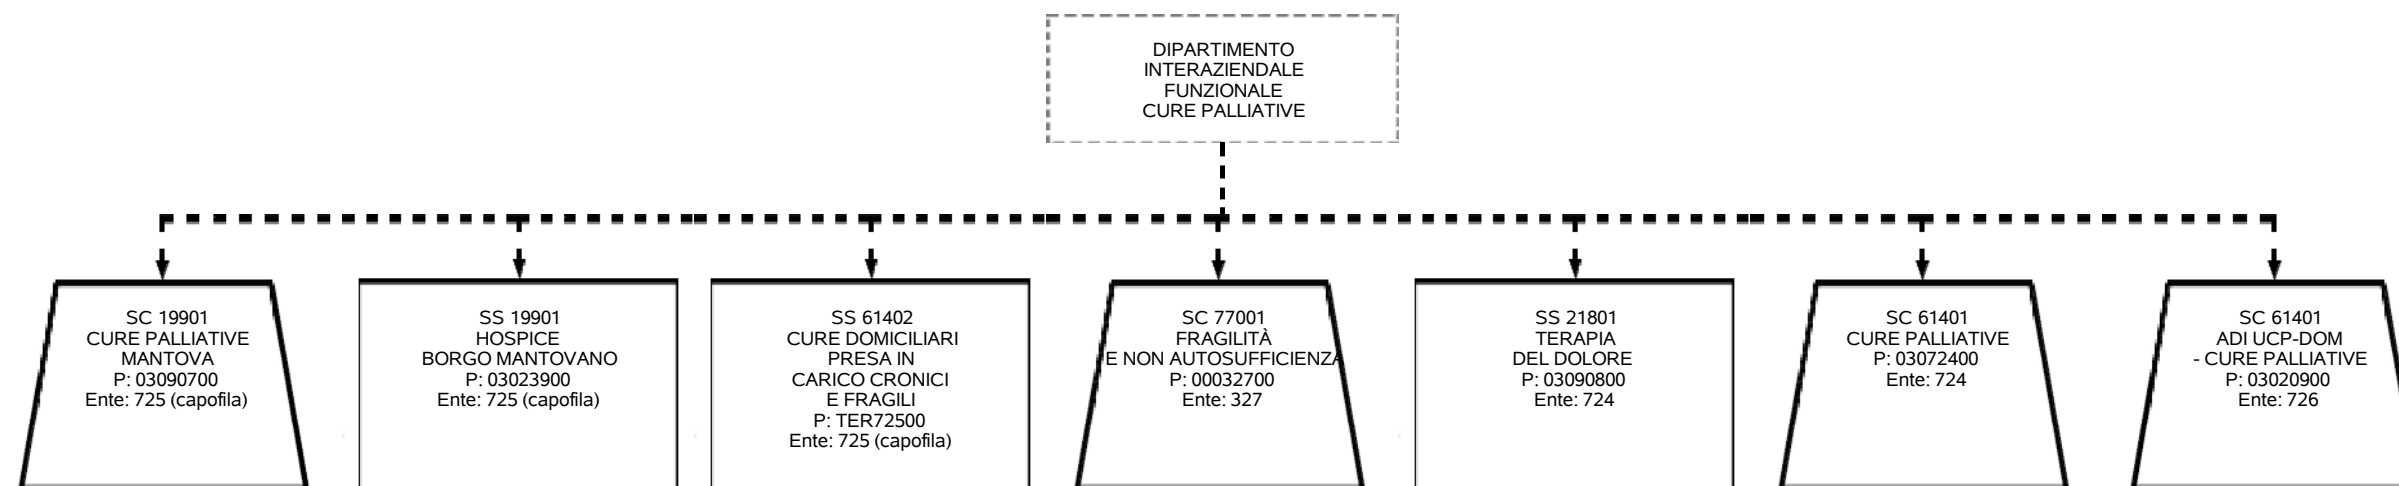 DIPARTIMENTO
INTERAZIENDALE
FUNZIONALE
CURE PALLIATIVE
SC 19901
CURE PALLIATIVE
MANTOVA
P: 03090700
Ente: 725 (capofila)
SS 19901
HOSPICE
BORGO MANTOVANO
P: 03023900
Ente: 725 (capofila)
SS 61402
CURE DOMICILIARI
PRESA IN
CARICO CRONICI
E FRAGILI
P: TER72500
Ente: 725 (capofila)
SC 77001
FRAGILITÀ
E NON AUTOSUFFICIENZA
P: 00032700
Ente: 327
SS 21801
TERAPIA
DEL DOLORE
P: 03090800
Ente: 724
SC 61401
CURE PALLIATIVE
P: 03072400
Ente: 724
SC 61401
ADI UCP-DOM
- CURE PALLIATIVE
P: 03020900
Ente: 726